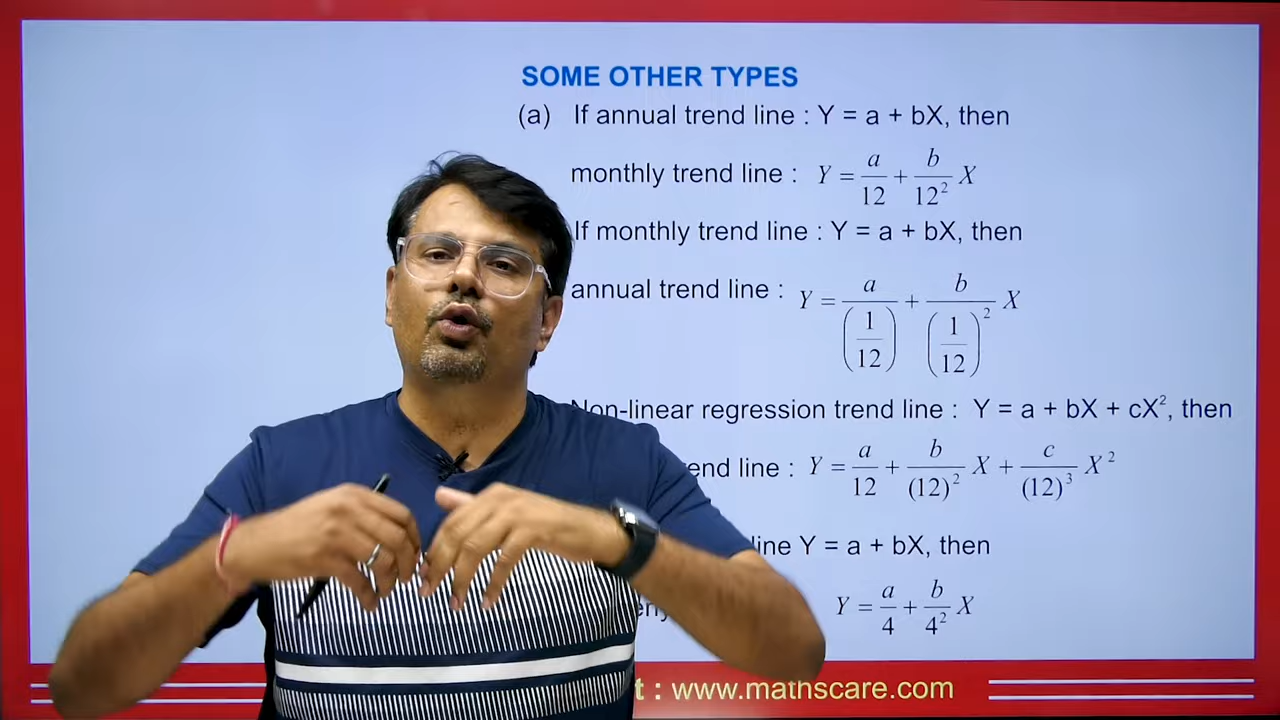 SOME OTHER TYPES
(a) If annual trend line : Y = a + bX, then
monthly trend line : Y = a/12 + b/12² X
If monthly trend line : Y = a + bX, then
annual trend line : Y = a/(1/12) + b/(1/12)² X
Non-linear regression trend line : Y = a + bX + cX², then
end line : Y = a/12 + b/(12)² X + c/(12)³ X²
line Y = a + bX, then
Y = a/4 + b/4² X
: www.mathscare.com